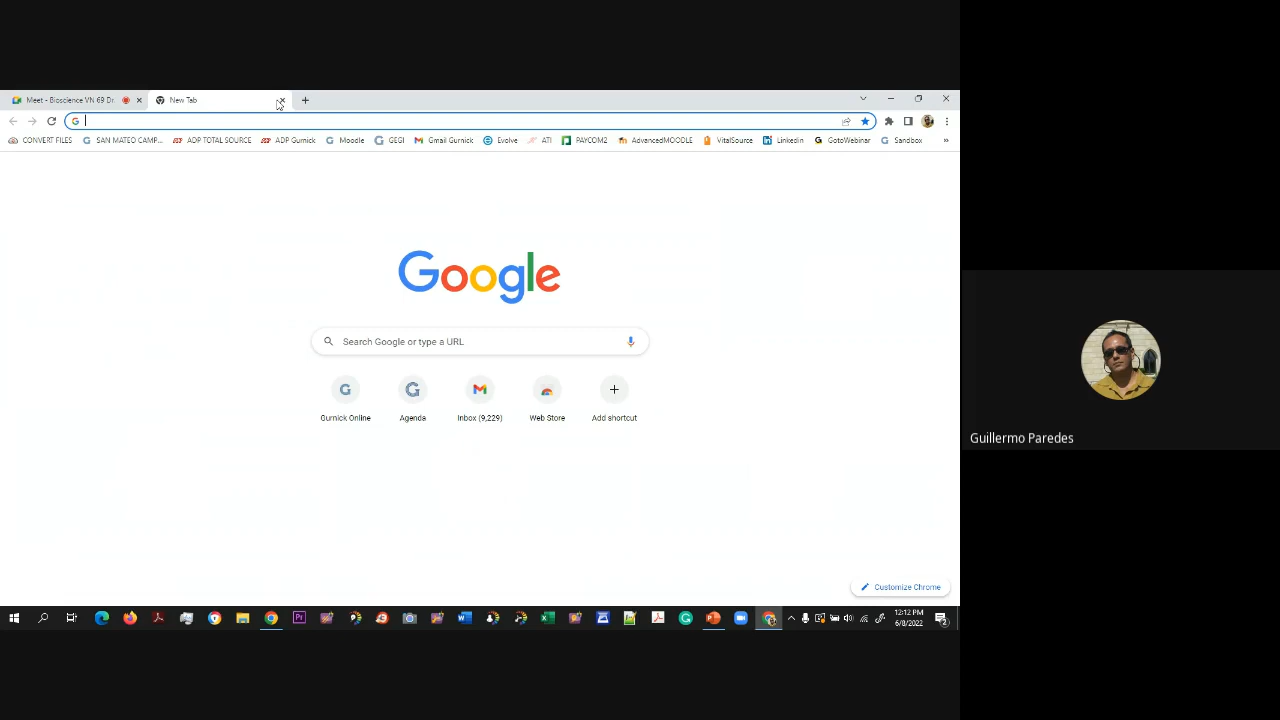 Meet - Bioscience VN 69 Dr
New Tab
CONVERT FILES
SAN MATEO CAMP...
ADP TOTAL SOURCE
ADP Gurnick
Moodle
GEGI
Gmail Gurnick
Evolve
ATI
PAYCOM2
AdvancedMOODLE
VitalSource
Linkedin
GotoWebinar
Sandbox
Google
Search Google or type a URL
Gurnick Online
Agenda
Inbox (9,229)
Web Store
Add shortcut
Guillermo Paredes
Customize Chrome
12:12 PM
6/8/2022